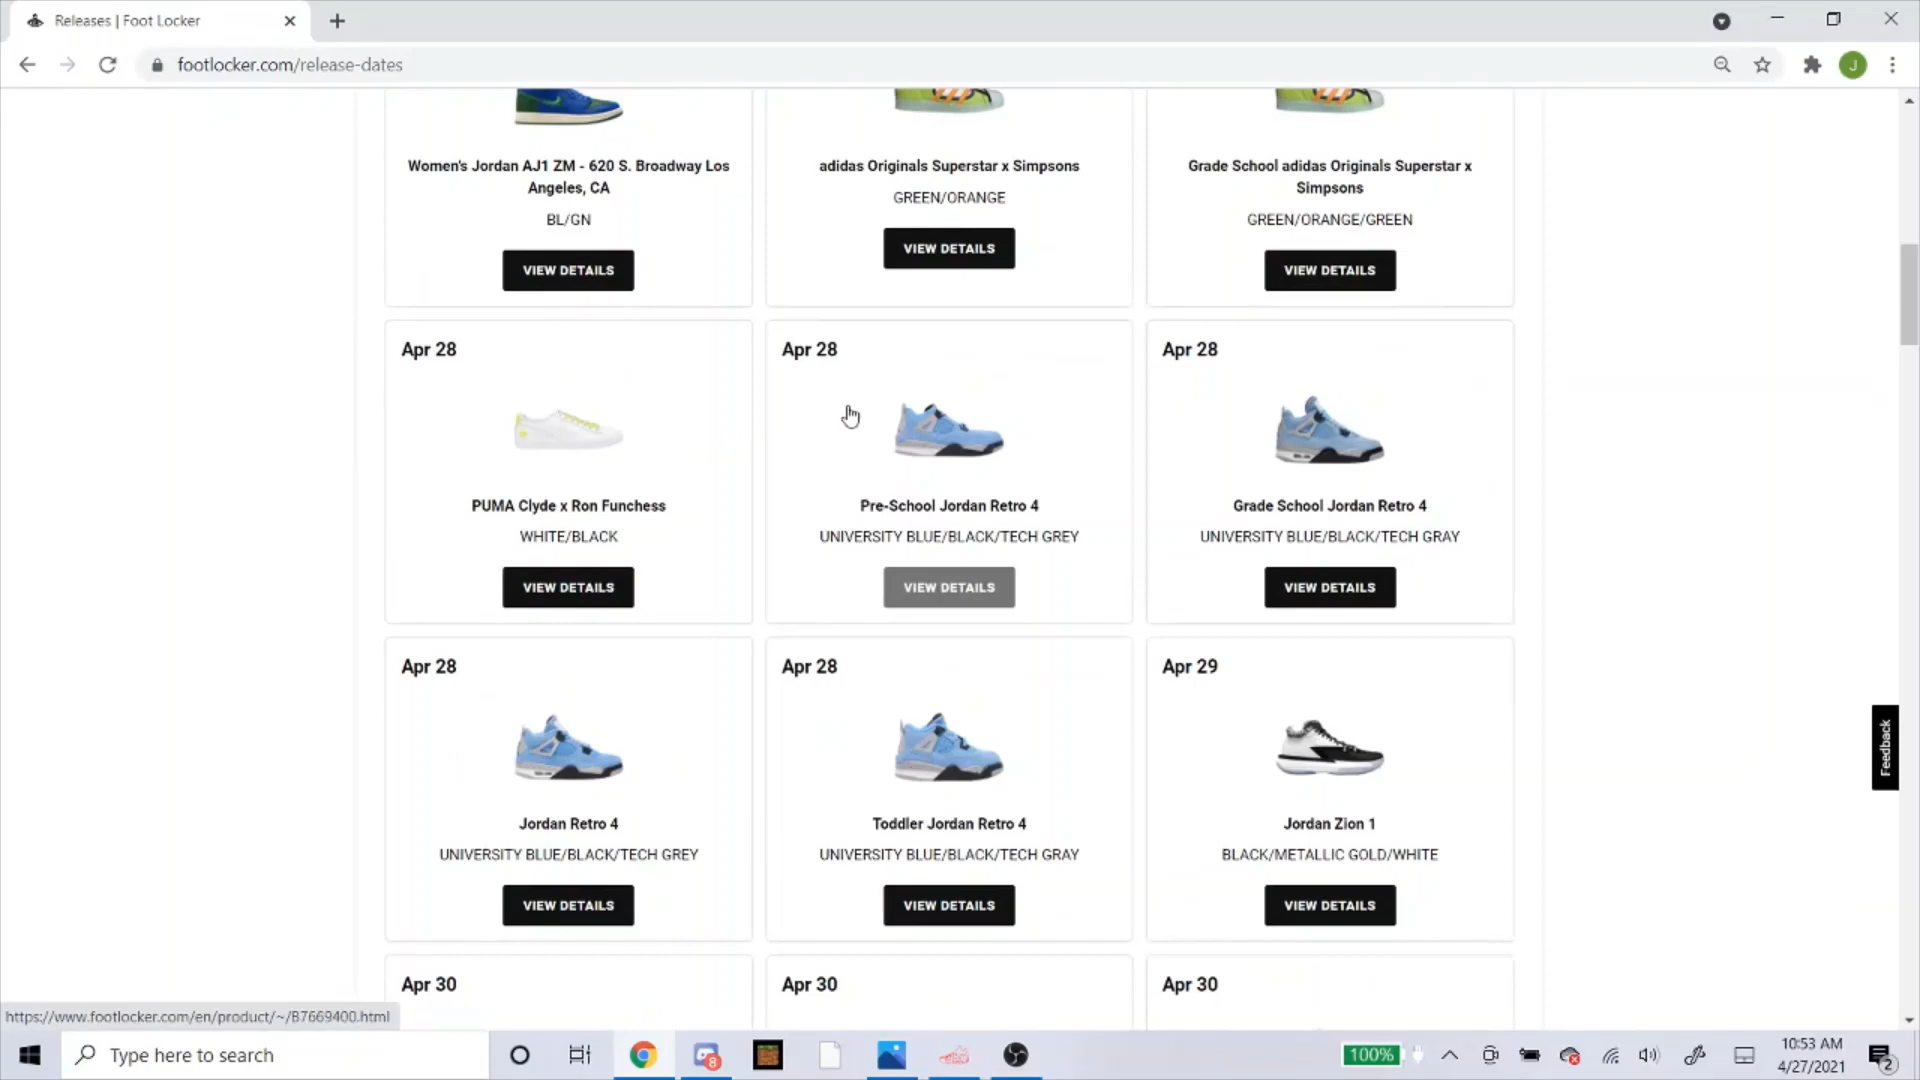 Releases | Foot Locker
footlocker.com/release-dates
J
Women's Jordan AJ1 ZM - 620 S. Broadway Los
Angeles, CA
BL/GN
VIEW DETAILS
adidas Originals Superstar x Simpsons
GREEN/ORANGE
VIEW DETAILS
Grade School adidas Originals Superstar x
Simpsons
GREEN/ORANGE/GREEN
VIEW DETAILS
Apr 28
PUMA Clyde x Ron Funchess
WHITE/BLACK
VIEW DETAILS
Apr 28
Pre-School Jordan Retro 4
UNIVERSITY BLUE/BLACK/TECH GREY
VIEW DETAILS
Apr 28
Grade School Jordan Retro 4
UNIVERSITY BLUE/BLACK/TECH GRAY
VIEW DETAILS
Apr 28
Jordan Retro 4
UNIVERSITY BLUE/BLACK/TECH GREY
VIEW DETAILS
Apr 28
Toddler Jordan Retro 4
UNIVERSITY BLUE/BLACK/TECH GRAY
VIEW DETAILS
Apr 29
Jordan Zion 1
BLACK/METALLIC GOLD/WHITE
VIEW DETAILS
Apr 30
Apr 30
Apr 30
Feedback
https://www.footlocker.com/en/product/~/B7669400.html
Type here to search
8
100%
10:53 AM
4/27/2021
2